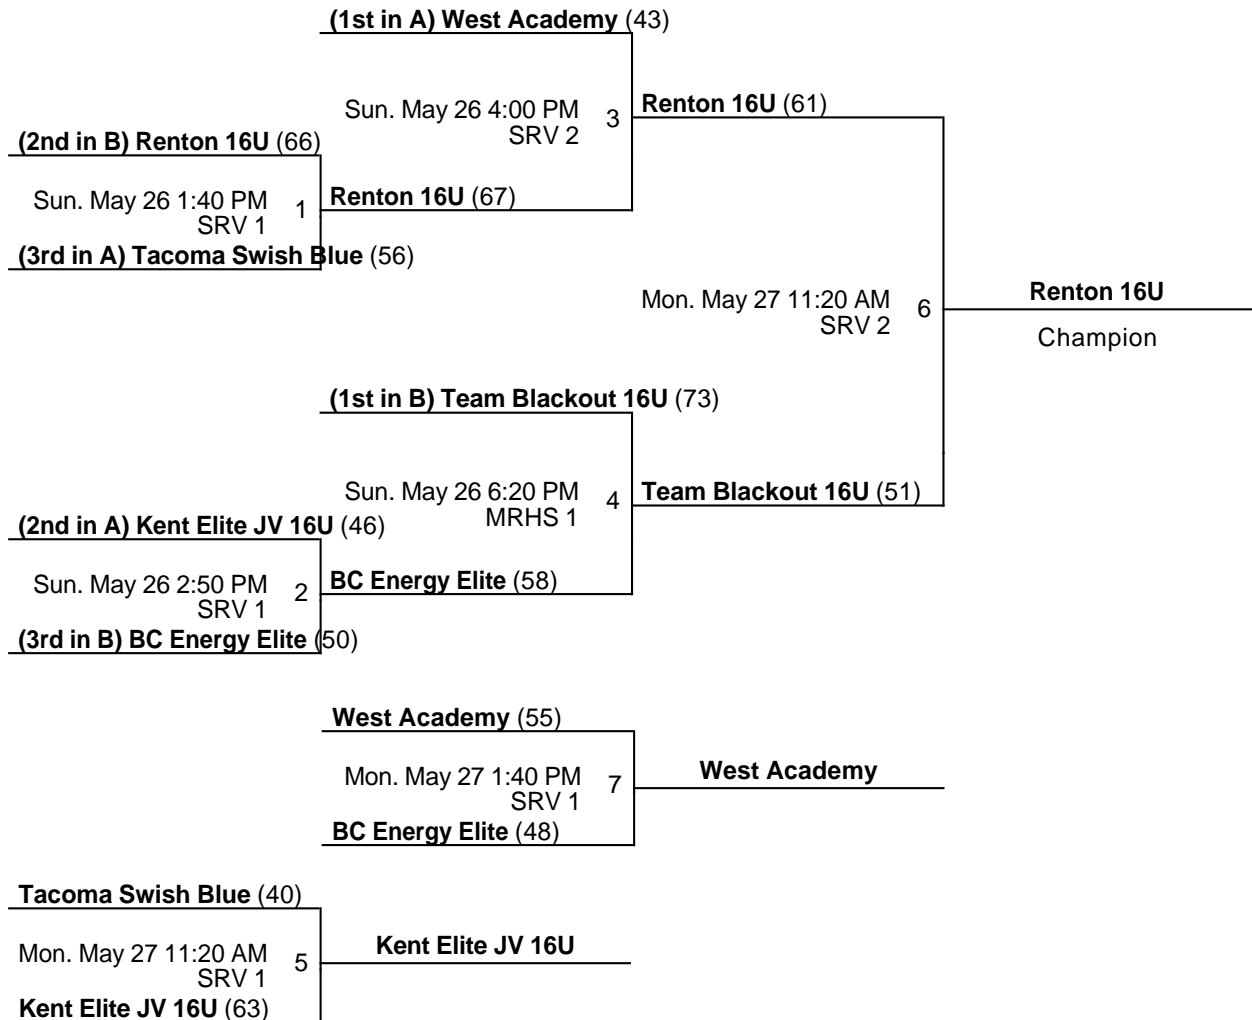 (1st in A) West Academy (43)
Sun. May 26 4:00 PM
SRV 2
3
Renton 16U (61)
(2nd in B) Renton 16U (66)
Sun. May 26 1:40 PM
SRV 1
1
Renton 16U (67)
(3rd in A) Tacoma Swish Blue (56)
Mon. May 27 11:20 AM
SRV 2
6
Renton 16U
Champion
(1st in B) Team Blackout 16U (73)
Sun. May 26 6:20 PM
MRHS 1
4
Team Blackout 16U (51)
(2nd in A) Kent Elite JV 16U (46)
Sun. May 26 2:50 PM
SRV 1
2
BC Energy Elite (58)
(3rd in B) BC Energy Elite (50)
West Academy (55)
Mon. May 27 1:40 PM
SRV 1
7
West Academy
BC Energy Elite (48)
Tacoma Swish Blue (40)
Mon. May 27 11:20 AM
SRV 1
5
Kent Elite JV 16U
Kent Elite JV 16U (63)